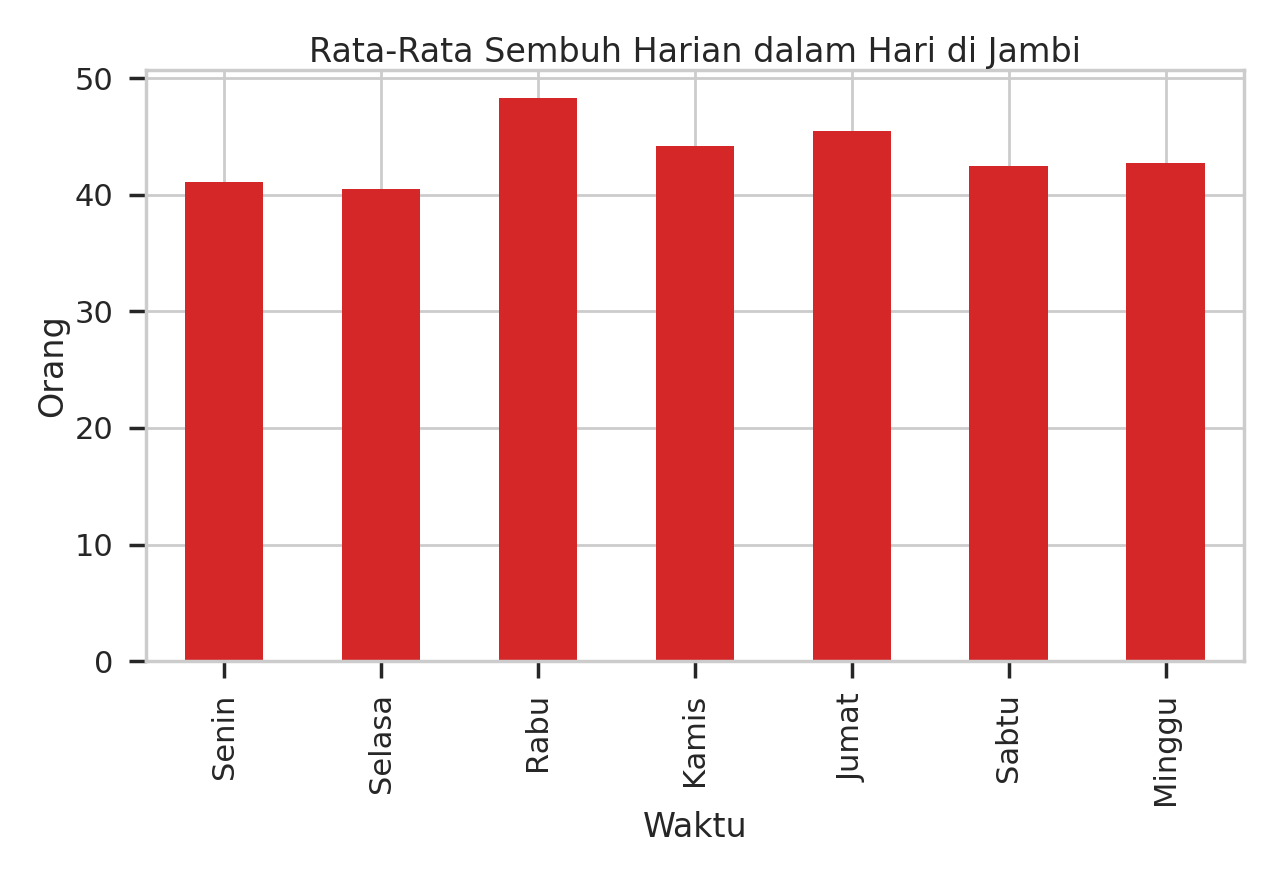 Rata-Rata Sembuh Harian dalam Hari di Jambi
50
40
30
20
10
0
Orang
Senin
Selasa
Rabu
Kamis
Jumat
Sabtu
Minggu
Waktu